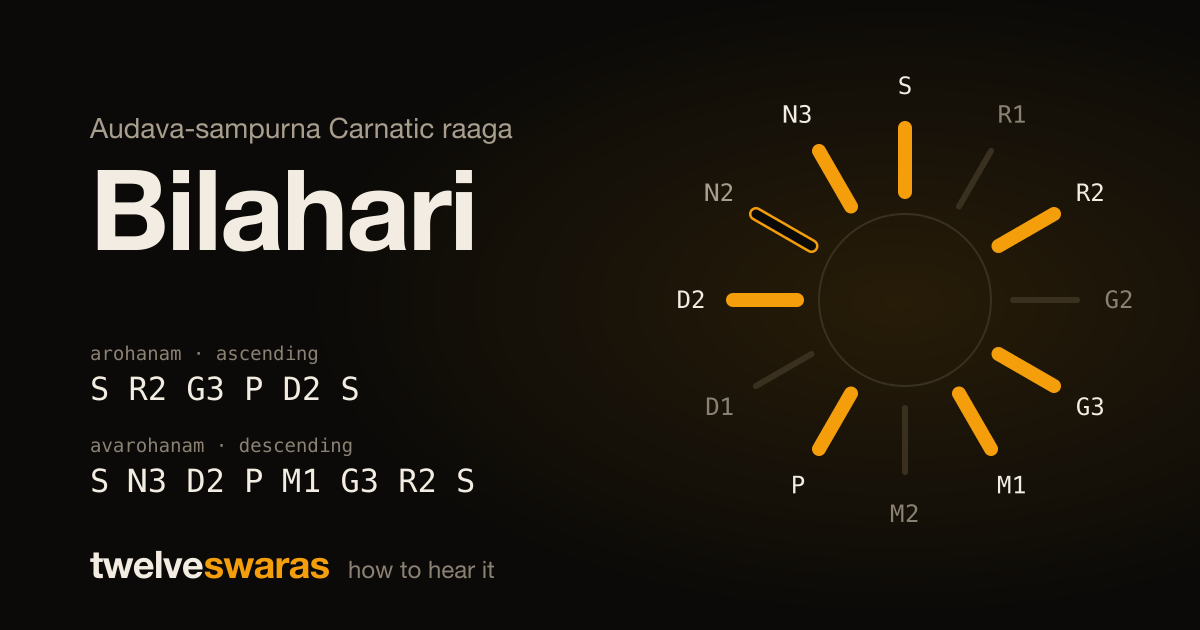 Audava-sampurna Carnatic raaga
Bilahari
arohanam · ascending
S R2 G3 P D2 S
avarohanam · descending
S N3 D2 P M1 G3 R2 S
twelveswaras how to hear it
S
R1
R2
G2
G3
M1
M2
P
D1
D2
N2
N3